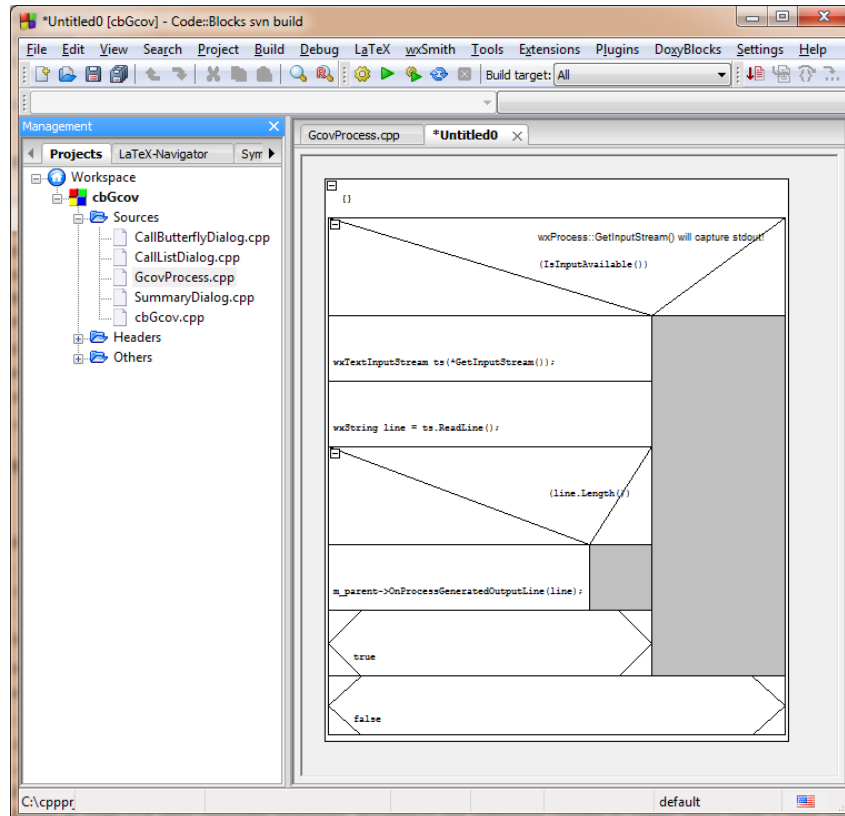 *Untitled0 [cbGcov] - Code::Blocks svn build
File Edit View Search Project Build Debug LaTeX wxSmith Tools Extensions Plugins DoxyBlocks Settings Help
Build target: All
Management
GcovProcess.cpp *Untitled0
Projects LaTeX-Navigator Sym
Workspace
cbGcov
Sources
CallButterflyDialog.cpp
CallListDialog.cpp
GcovProcess.cpp
SummaryDialog.cpp
cbGcov.cpp
Headers
Others
{}
wxProcess::GetInputStream() will capture stdout!
(IsInputAvailable())
wxTextInputStream ts(*GetInputStream());
wxString line = ts.ReadLine();
(line.Length())
m_parent->OnProcessGeneratedOutputLine(line);
true
false
C:\cpppr
default